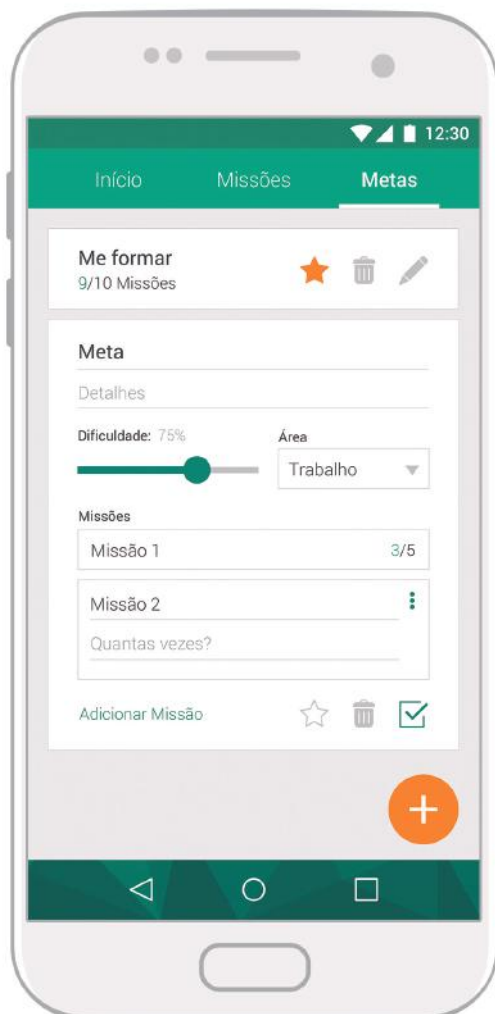 12:30
Início Missões Metas
Me formar
9/10 Missões
Meta
Detalhes
Dificuldade: 75% Área
Trabalho
Missões
Missão 1 3/5
Missão 2
Quantas vezes?
Adicionar Missão